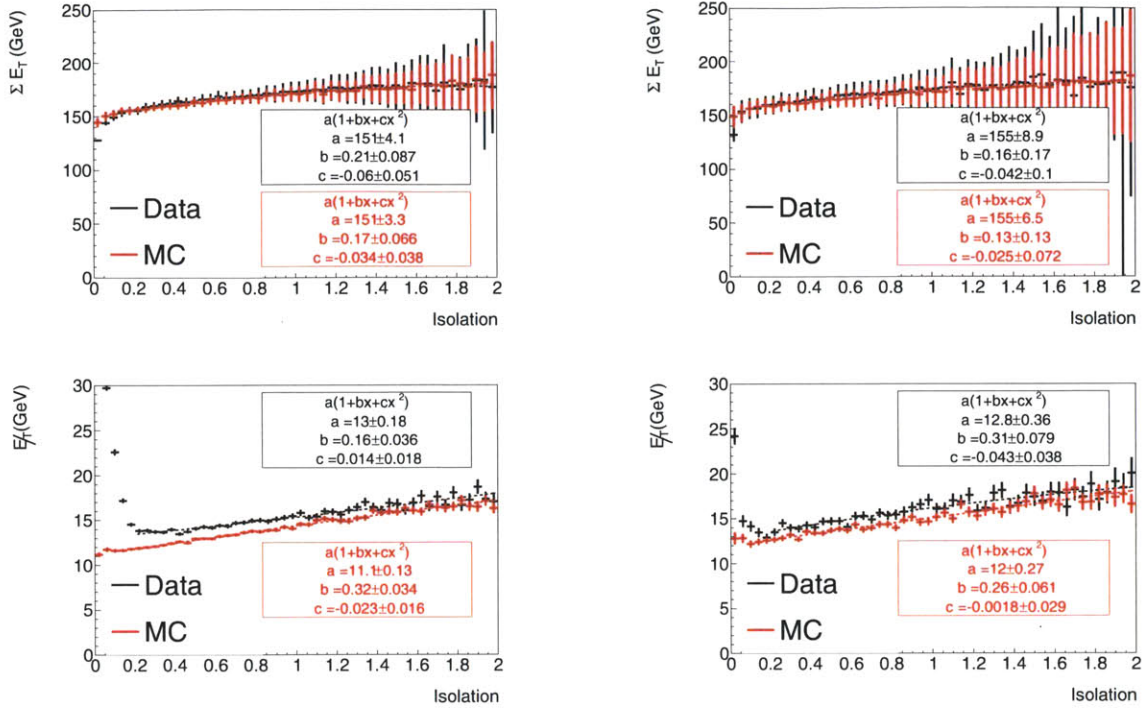 Σ E_T (GeV)
250
200
150
100
50
0
a(1+bx+cx²)
a =151±4.1
b =0.21±0.087
c =-0.06±0.051
a(1+bx+cx²)
a =151±3.3
b =0.17±0.066
c =-0.034±0.038
Data
MC
0 0.2 0.4 0.6 0.8 1 1.2 1.4 1.6 1.8 2
Isolation
Σ E_T (GeV)
250
200
150
100
50
0
a(1+bx+cx²)
a =155±8.9
b =0.16±0.17
c =-0.042±0.1
a(1+bx+cx²)
a =155±6.5
b =0.13±0.13
c =-0.025±0.072
Data
MC
0 0.2 0.4 0.6 0.8 1 1.2 1.4 1.6 1.8 2
Isolation
E̸_T(GeV)
30
25
20
15
10
5
0
a(1+bx+cx²)
a =13±0.18
b =0.16±0.036
c =0.014±0.018
a(1+bx+cx²)
a =11.1±0.13
b =0.32±0.034
c =-0.023±0.016
Data
MC
0 0.2 0.4 0.6 0.8 1 1.2 1.4 1.6 1.8 2
Isolation
E̸_T(GeV)
30
25
20
15
10
5
0
a(1+bx+cx²)
a =12.8±0.36
b =0.31±0.079
c =-0.043±0.038
a(1+bx+cx²)
a =12±0.27
b =0.26±0.061
c =-0.0018±0.029
Data
MC
0 0.2 0.4 0.6 0.8 1 1.2 1.4 1.6 1.8 2
Isolation